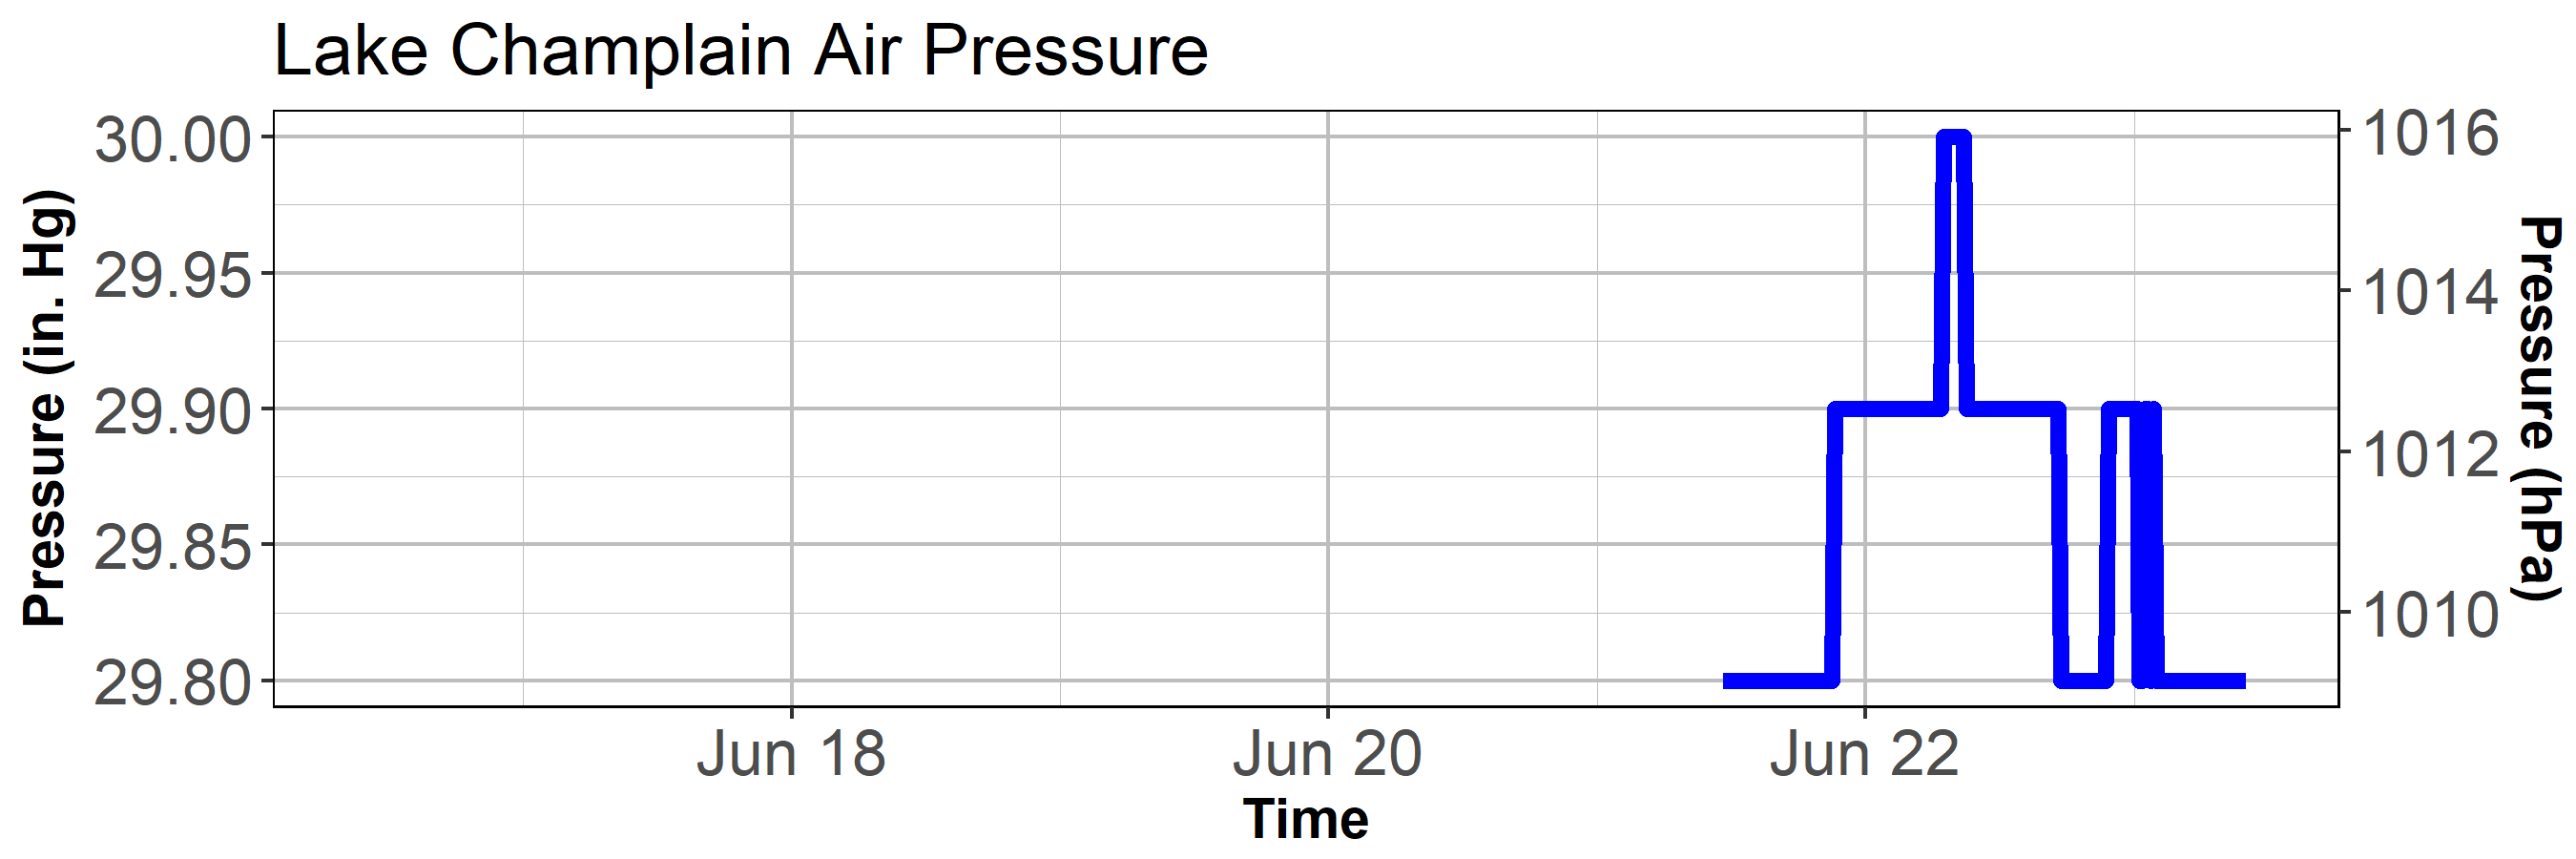 Lake Champlain Air Pressure
30.00
29.95
29.90
29.85
29.80
Pressure (in. Hg)
1016
1014
1012
1010
Pressure (hPa)
Jun 18
Jun 20
Jun 22
Time